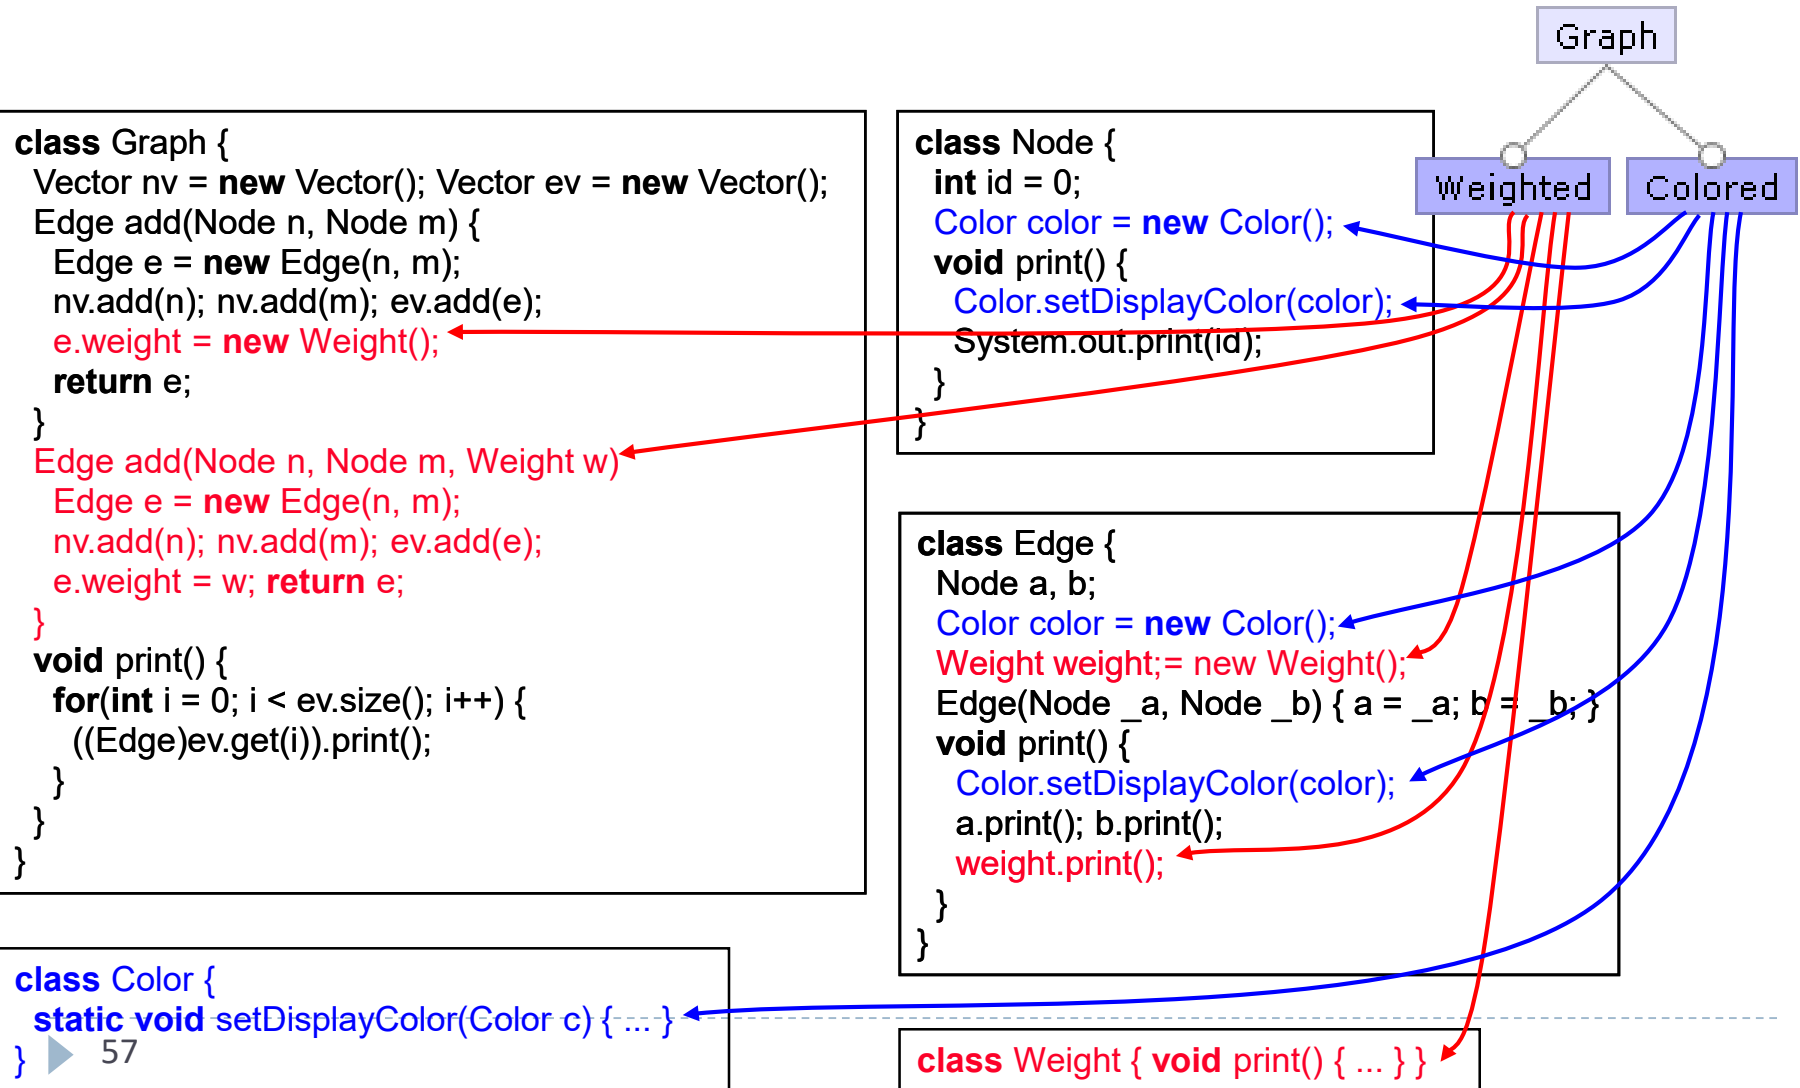 Graph
Weighted
Colored
class Graph {
Vector nv = new Vector(); Vector ev = new Vector();
Edge add(Node n, Node m) {
Edge e = new Edge(n, m);
nv.add(n); nv.add(m); ev.add(e);
e.weight = new Weight();
return e;
}
Edge add(Node n, Node m, Weight w)
Edge e = new Edge(n, m);
nv.add(n); nv.add(m); ev.add(e);
e.weight = w; return e;
}
void print() {
for(int i = 0; i < ev.size(); i++) {
((Edge)ev.get(i)).print();
}
}
}
class Node {
int id = 0;
Color color = new Color();
void print() {
Color.setDisplayColor(color);
System.out.print(id);
}
}
class Edge {
Node a, b;
Color color = new Color();
Weight weight;= new Weight();
Edge(Node _a, Node _b) { a = _a; b = _b; }
void print() {
Color.setDisplayColor(color);
a.print(); b.print();
weight.print();
}
}
class Color {
static void setDisplayColor(Color c) { ... }
}
57
class Weight { void print() { ... } }